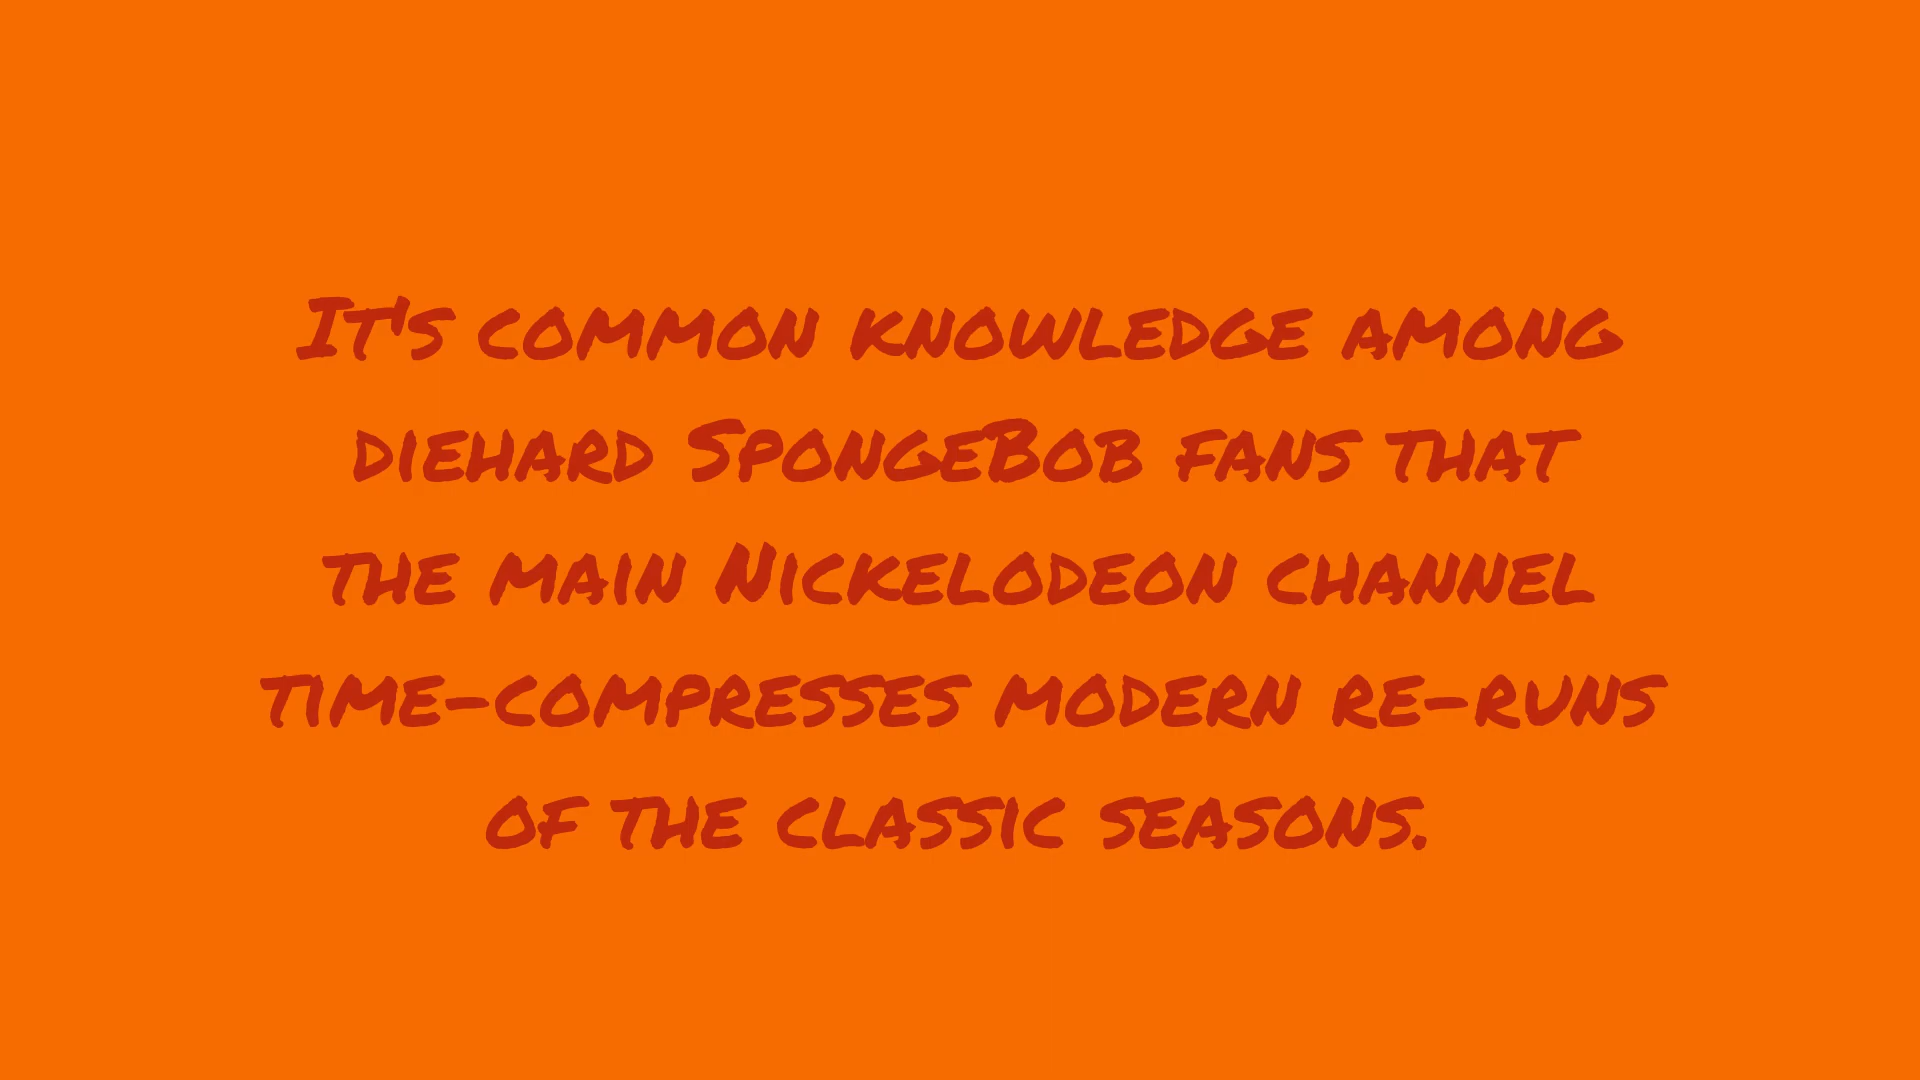 It's common knowledge among
diehard SpongeBob fans that
the main Nickelodeon channel
time-compresses modern re-runs
of the classic seasons.